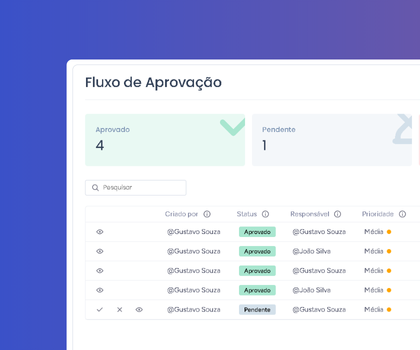 Fluxo de Aprovação
Aprovado Pendente
4 1
Pesquisar
Criado por Status Responsável Prioridade
@Gustavo Souza Aprovado @Gustavo Souza Média
@Gustavo Souza Aprovado @João Silva Média
@Gustavo Souza Aprovado @Gustavo Souza Média
@Gustavo Souza Aprovado @João Silva Média
@Gustavo Souza Pendente @Gustavo Souza Média